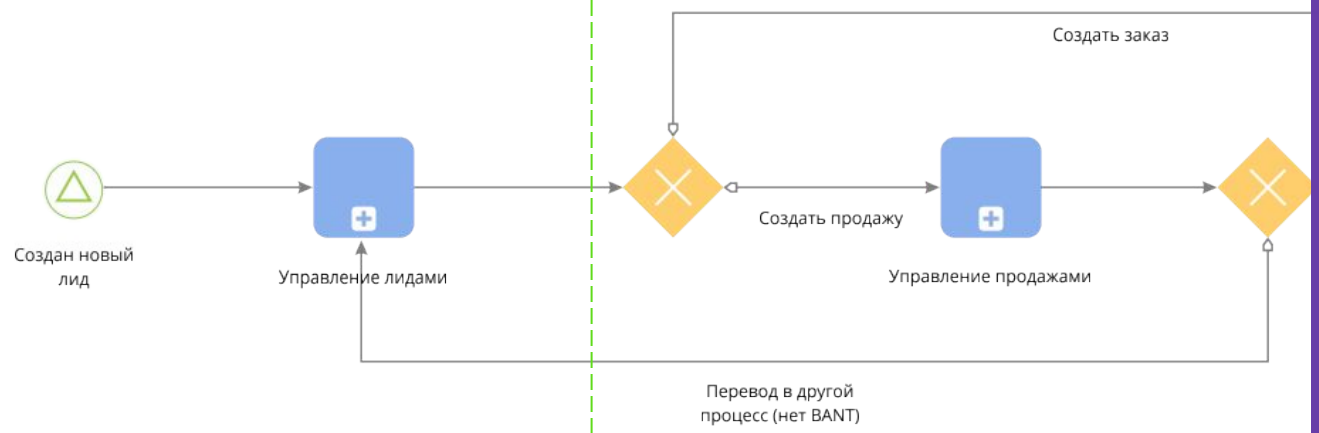 Создать заказ
Создать продажу
Создан новый
лид
Управление лидами
Управление продажами
Перевод в другой
процесс (нет BANT)